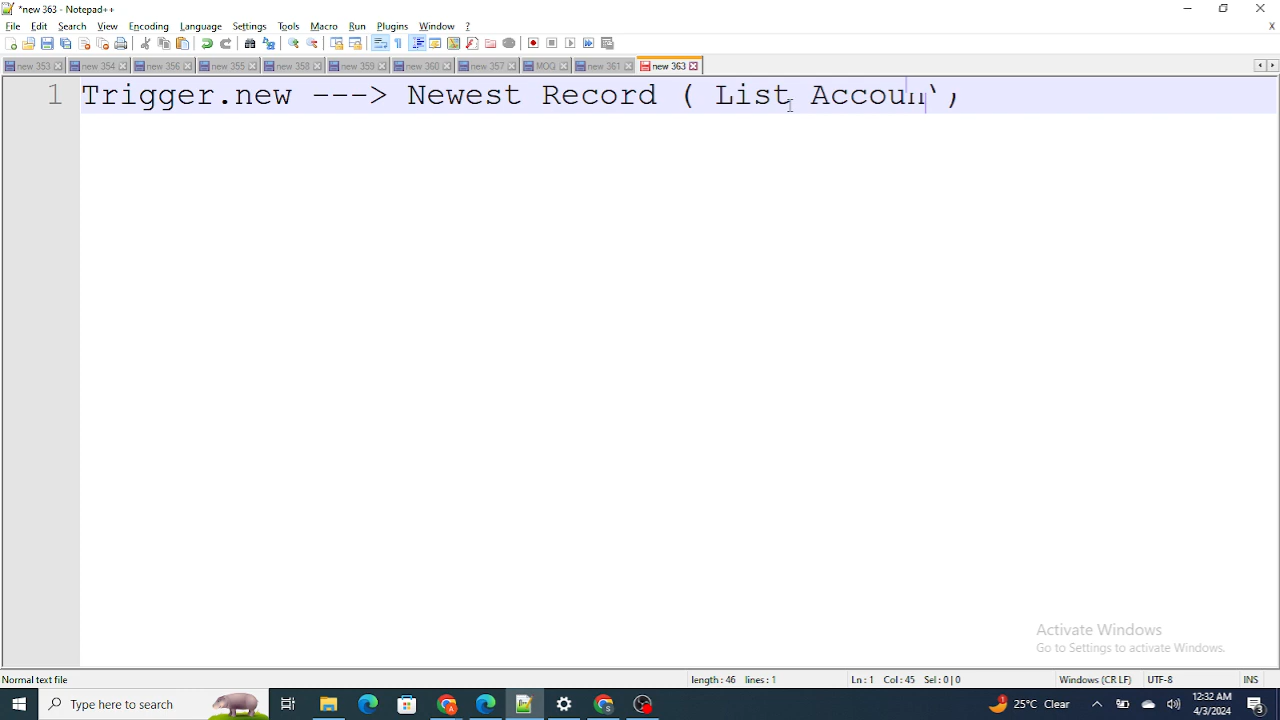 *new 363 - Notepad++
File Edit Search View Encoding Language Settings Tools Macro Run Plugins Window ?
new 353 new 354 new 356 new 355 new 358 new 359 new 360 new 357 MOQ new 361 new 363
1 Trigger.new ---> Newest Record ( List Accoun
Activate Windows
Go to Settings to activate Windows.
Normal text file length: 46 lines: 1 Ln: 1 Col: 45 Sel: 0 | 0 Windows (CR LF) UTF-8 INS
Type here to search 25°C Clear 12:32 AM
4/3/2024 3